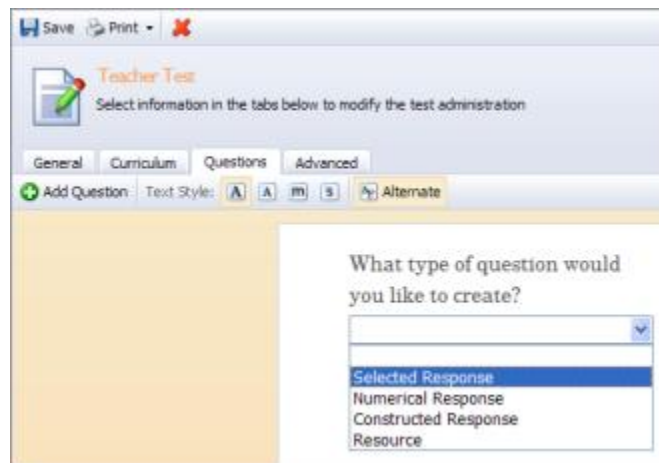 Save Print
Teacher Test
Select information in the tabs below to modify the test administration
General Curriculum Questions Advanced
Add Question Text Style: A A m s Alternate
What type of question would
you like to create?
Selected Response
Numerical Response
Constructed Response
Resource